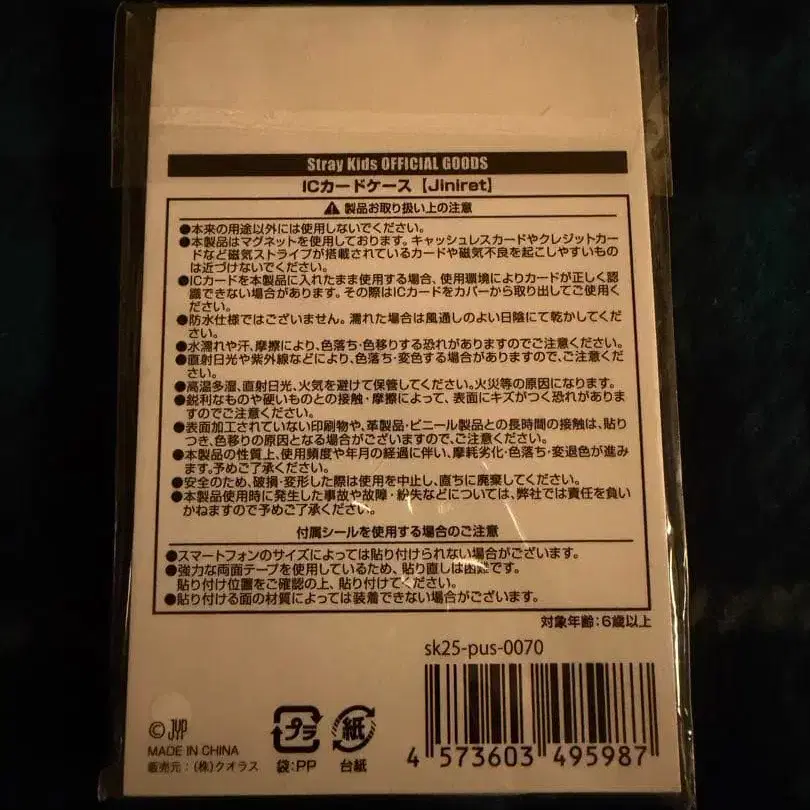 Stray Kids OFFICIAL GOODS
ICカードケース【Jiniret】
⚠ 製品お取り扱い上の注意
●本来の用途以外には使用しないでください。
●本製品はマグネットを使用しております。キャッシュレスカードやクレジットカー
ドなど磁気ストライプが搭載されているカードや磁気不良を起こしやすいもの
は近づけないでください。
●ICカードを本製品に入れたまま使用する場合、使用環境によりカードが正しく認
識できない場合があります。その際はICカードをカバーから取り出してご使用く
ださい。
●防水仕様ではございません。濡れた場合は風通しのよい日陰にて乾かしてくだ
さい。
●水濡れや汗、摩擦により、色落ち・色移りする恐れがありますのでご注意ください。
●直射日光や紫外線などにより、色落ち・変色する場合がありますので、ご注意くだ
さい。
●高温多湿、直射日光、火気を避けて保管してください。火災等の原因になります。
●鋭利なものや硬いものとの接触・摩擦によって、表面にキズがつく恐れがありま
すのでご注意ください。
●表面加工されていない印刷物や、革製品・ビニール製品との長時間の接触は、貼り
つき、色移りの原因となる場合がございますので、ご注意ください。
●本製品の性質上、使用頻度や年月の経過に伴い、摩耗劣化・色落ち・変退色が進み
ます。予めご了承ください。
●安全のため、破損・変形した際は使用を中止し、直ちに廃棄してください。
●本製品使用時に発生した事故や故障・紛失などについては、弊社では責任を負い
かねますので予めご了承ください。
付属シールを使用する場合のご注意
●スマートフォンのサイズによっては貼り付けられない場合がございます。
●強力な両面テープを使用しているため、貼り直しは困難です。
貼り付け位置をご確認の上、貼り付けてください。
●貼り付ける面の材質によっては装着できない場合がございます。
対象年齢：6歳以上
sk25-pus-0070
© JYP
MADE IN CHINA
販売元：(株)クオラス
プラ
袋：PP
紙
台紙
4 573603 495987